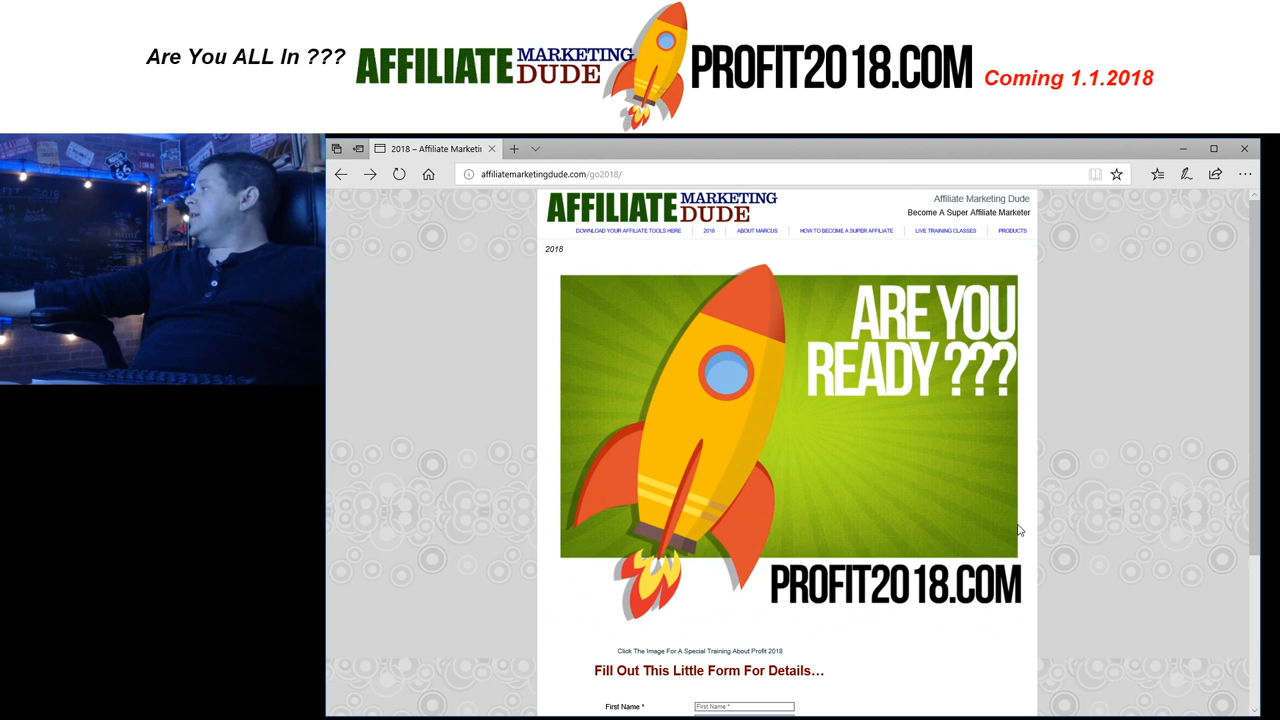 Are You ALL In ???
AFFILIATE MARKETING DUDE
PROFIT2018.COM
Coming 1.1.2018
2018 – Affiliate Marketi
affiliatemarketingdude.com/go2018/
AFFILIATE MARKETING DUDE
Affiliate Marketing Dude
Become A Super Affiliate Marketer
DOWNLOAD YOUR AFFILIATE TOOLS HERE
2018
ABOUT MARCUS
HOW TO BECOME A SUPER AFFILIATE
LIVE TRAINING CLASSES
PRODUCTS
2018
ARE YOU
READY ???
PROFIT2018.COM
Click The Image For A Special Training About Profit 2018
Fill Out This Little Form For Details...
First Name *
First Name *